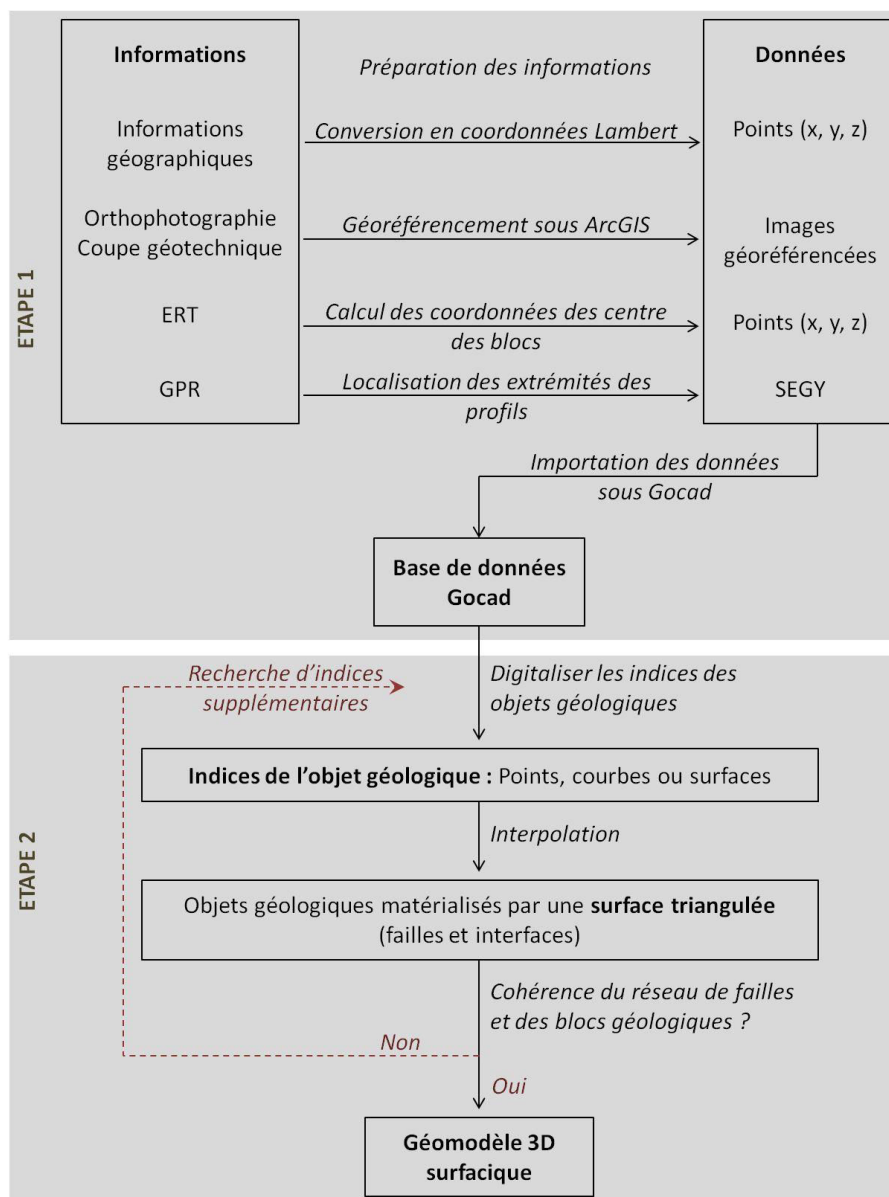 ETAPE 1
Informations
Préparation des informations
Données
Informations
géographiques
Conversion en coordonnées Lambert
Points (x, y, z)
Orthophotographie
Coupe géotechnique
Géoréférencement sous ArcGIS
Images
géoréférencées
ERT
Calcul des coordonnées des centre
des blocs
Points (x, y, z)
GPR
Localisation des extrémités des
profils
SEGY
Importation des données
sous Gocad
Base de données
Gocad
ETAPE 2
Recherche d’indices
supplémentaires
Digitaliser les indices des
objets géologiques
Indices de l’objet géologique : Points, courbes ou surfaces
Interpolation
Objets géologiques matérialisés par une surface triangulée
(failles et interfaces)
Cohérence du réseau de failles
et des blocs géologiques ?
Non
Oui
Géomodèle 3D
surfacique